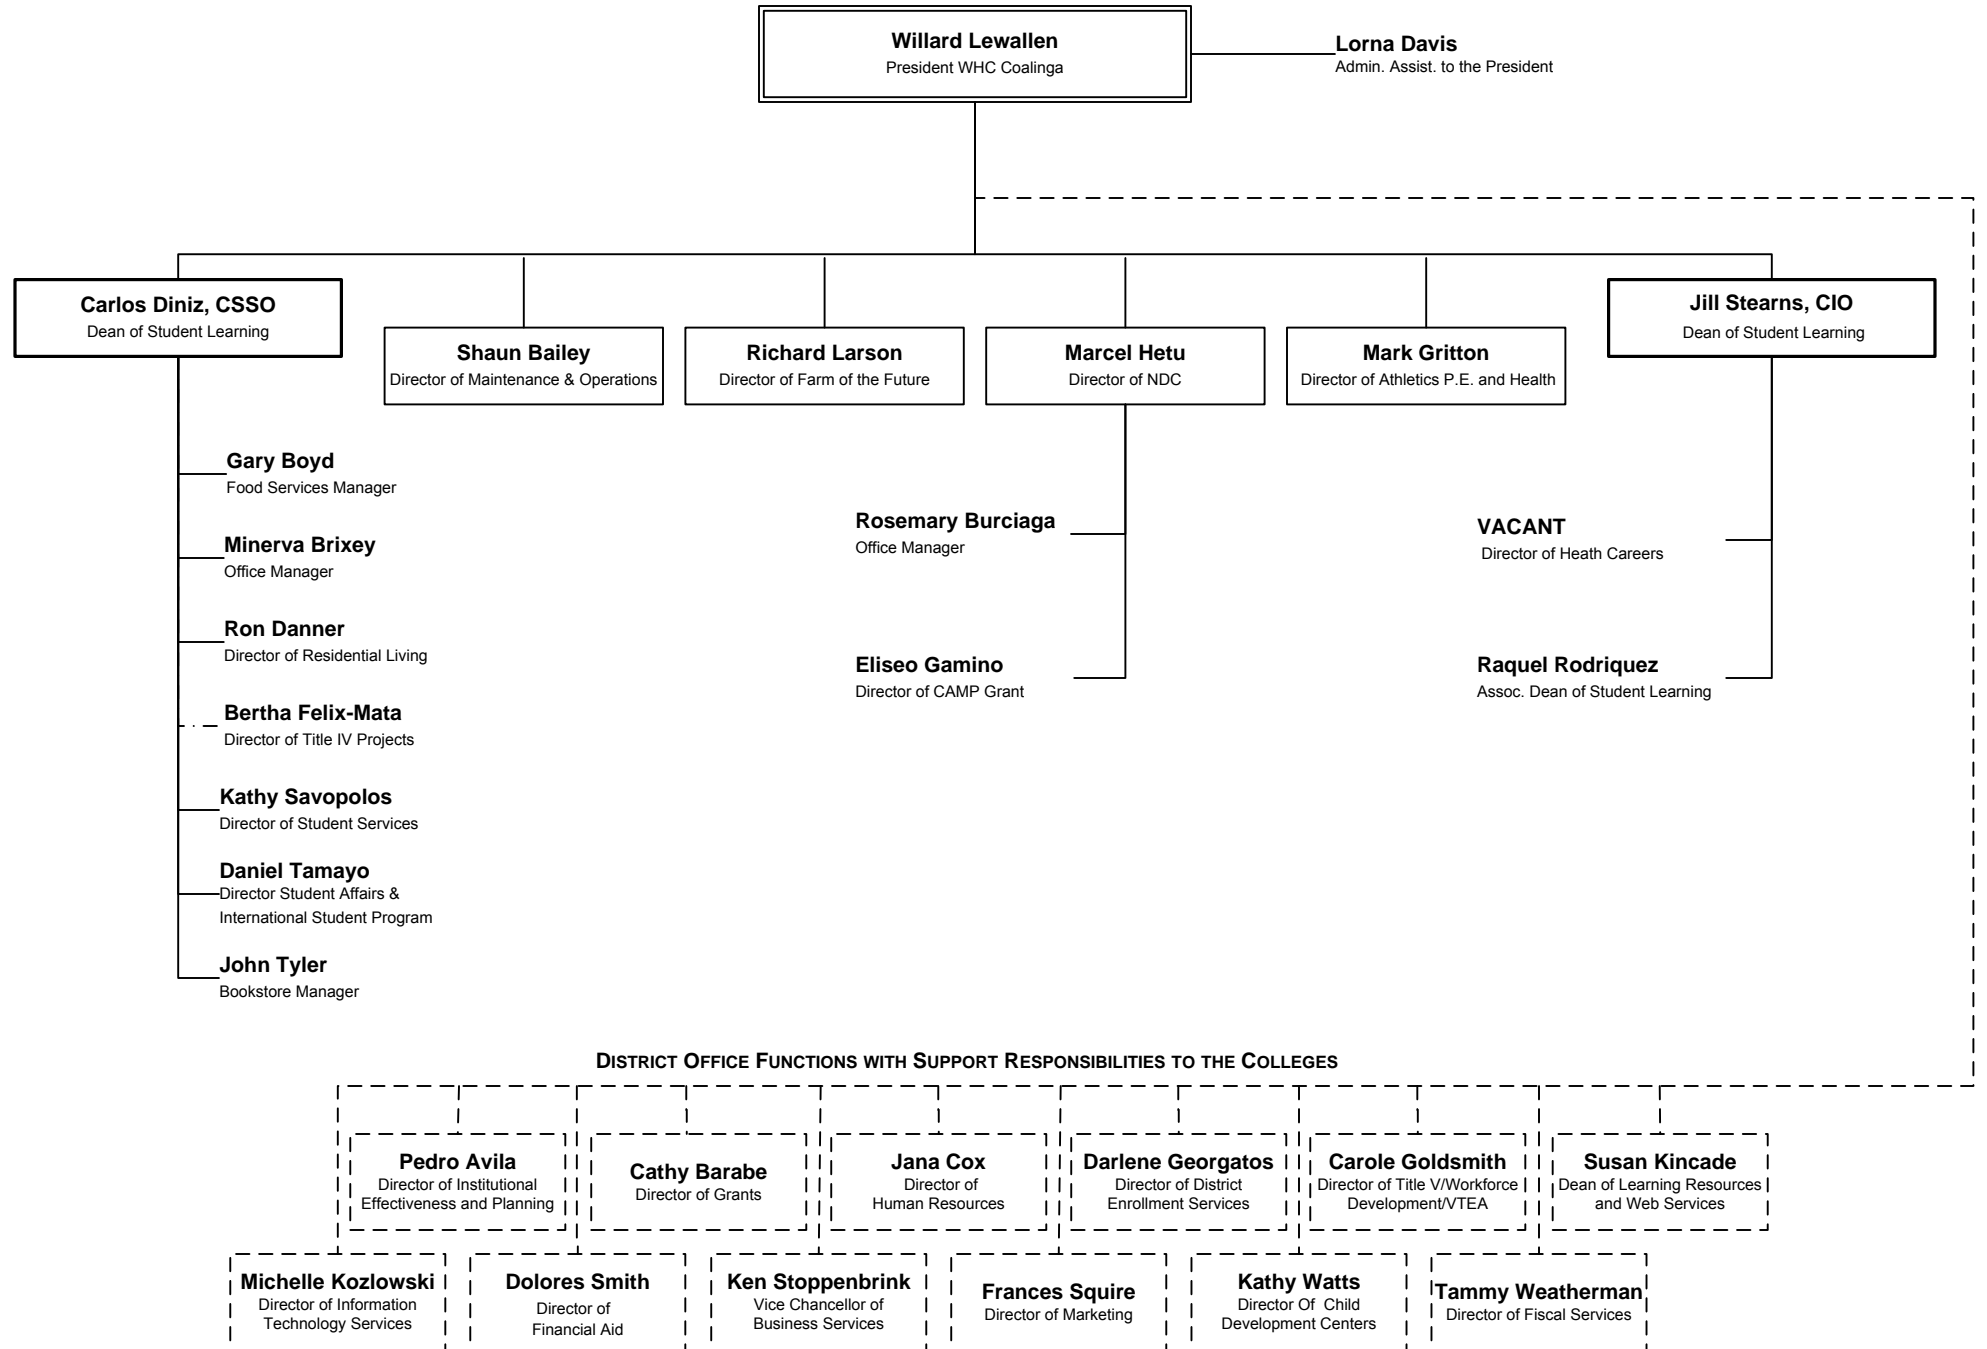 Willard Lewallen
President WHC Coalinga
Lorna Davis
Admin. Assist. to the President
Carlos Diniz, CSSO
Dean of Student Learning
Shaun Bailey
Director of Maintenance & Operations
Richard Larson
Director of Farm of the Future
Marcel Hetu
Director of NDC
Mark Gritton
Director of Athletics P.E. and Health
Jill Stearns, CIO
Dean of Student Learning
Gary Boyd
Food Services Manager
Minerva Brixey
Office Manager
Ron Danner
Director of Residential Living
Bertha Felix-Mata
Director of Title IV Projects
Kathy Savopolos
Director of Student Services
Daniel Tamayo
Director Student Affairs &
International Student Program
John Tyler
Bookstore Manager
Rosemary Burciaga
Office Manager
Eliseo Gamino
Director of CAMP Grant
VACANT
Director of Heath Careers
Raquel Rodriquez
Assoc. Dean of Student Learning
DISTRICT OFFICE FUNCTIONS WITH SUPPORT RESPONSIBILITIES TO THE COLLEGES
Pedro Avila
Director of Institutional
Effectiveness and Planning
Cathy Barabe
Director of Grants
Jana Cox
Director of
Human Resources
Darlene Georgatos
Director of District
Enrollment Services
Carole Goldsmith
Director of Title V/Workforce
Development/VTEA
Susan Kincade
Dean of Learning Resources
and Web Services
Michelle Kozlowski
Director of Information
Technology Services
Dolores Smith
Director of
Financial Aid
Ken Stoppenbrink
Vice Chancellor of
Business Services
Frances Squire
Director of Marketing
Kathy Watts
Director Of Child
Development Centers
Tammy Weatherman
Director of Fiscal Services